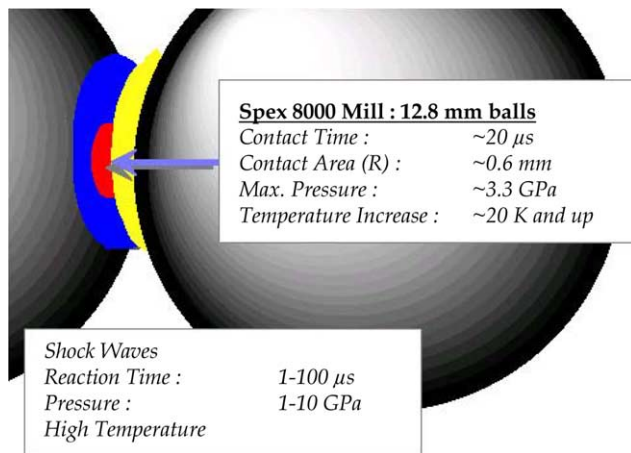 Spex 8000 Mill : 12.8 mm balls
Contact Time : ~20 µs
Contact Area (R) : ~0.6 mm
Max. Pressure : ~3.3 GPa
Temperature Increase : ~20 K and up
Shock Waves
Reaction Time : 1-100 µs
Pressure : 1-10 GPa
High Temperature